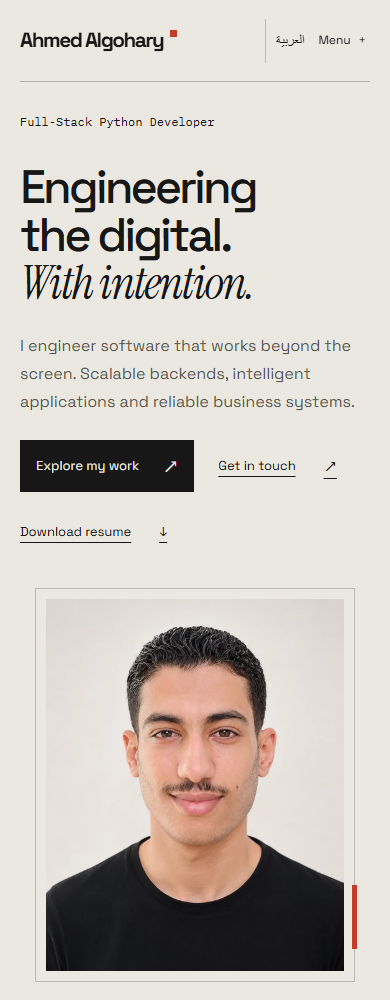 Ahmed Algohary
العربية
Menu +
Full-Stack Python Developer
Engineering
the digital.
With intention.
I engineer software that works beyond the
screen. Scalable backends, intelligent
applications and reliable business systems.
Explore my work ↗
Get in touch ↗
Download resume ↓